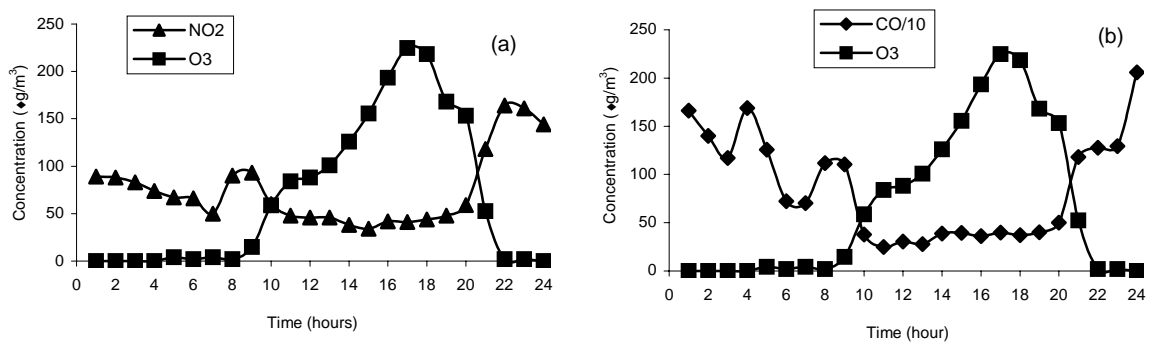 NO2
O3
(a)
Concentration (♦g/m³)
250
200
150
100
50
0
0 2 4 6 8 10 12 14 16 18 20 22 24
Time (hours)
CO/10
O3
(b)
Concentration (♦g/m³)
250
200
150
100
50
0
0 2 4 6 8 10 12 14 16 18 20 22 24
Time (hour)